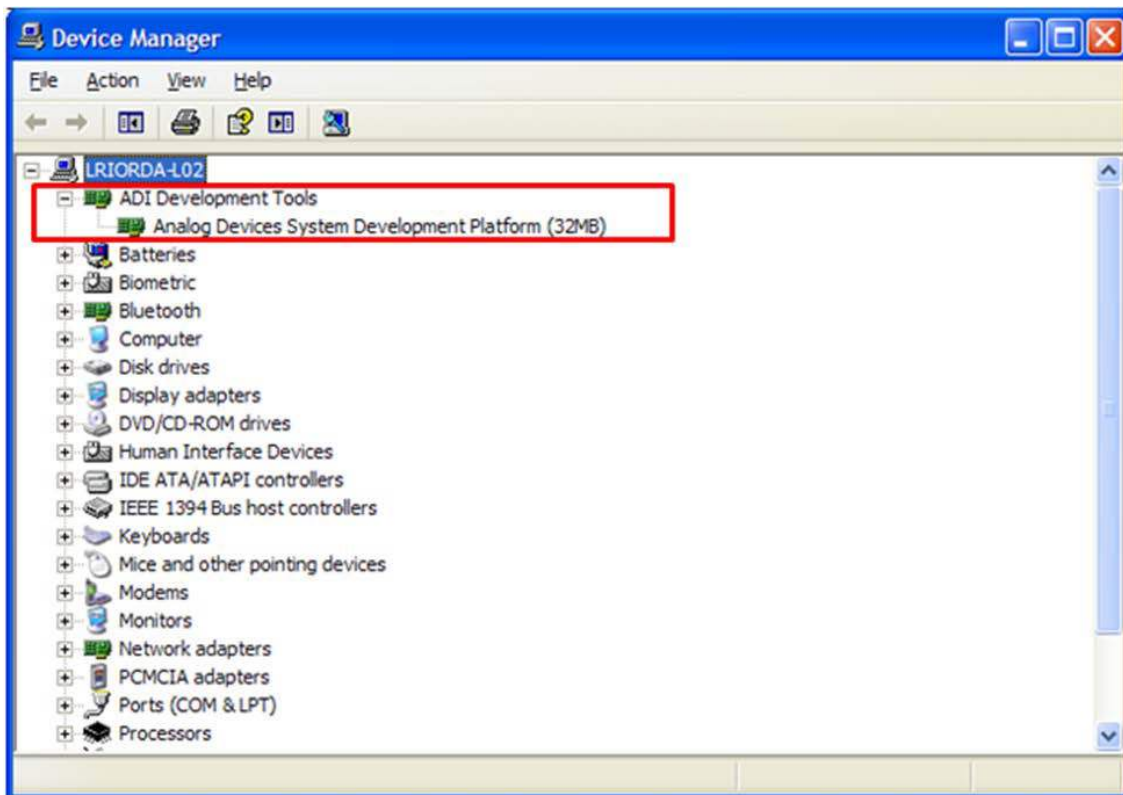 Device Manager
File Action View Help
LRIORDA-L02
ADI Development Tools
Analog Devices System Development Platform (32MB)
Batteries
Biometric
Bluetooth
Computer
Disk drives
Display adapters
DVD/CD-ROM drives
Human Interface Devices
IDE ATA/ATAPI controllers
IEEE 1394 Bus host controllers
Keyboards
Mice and other pointing devices
Modems
Monitors
Network adapters
PCMCIA adapters
Ports (COM & LPT)
Processors